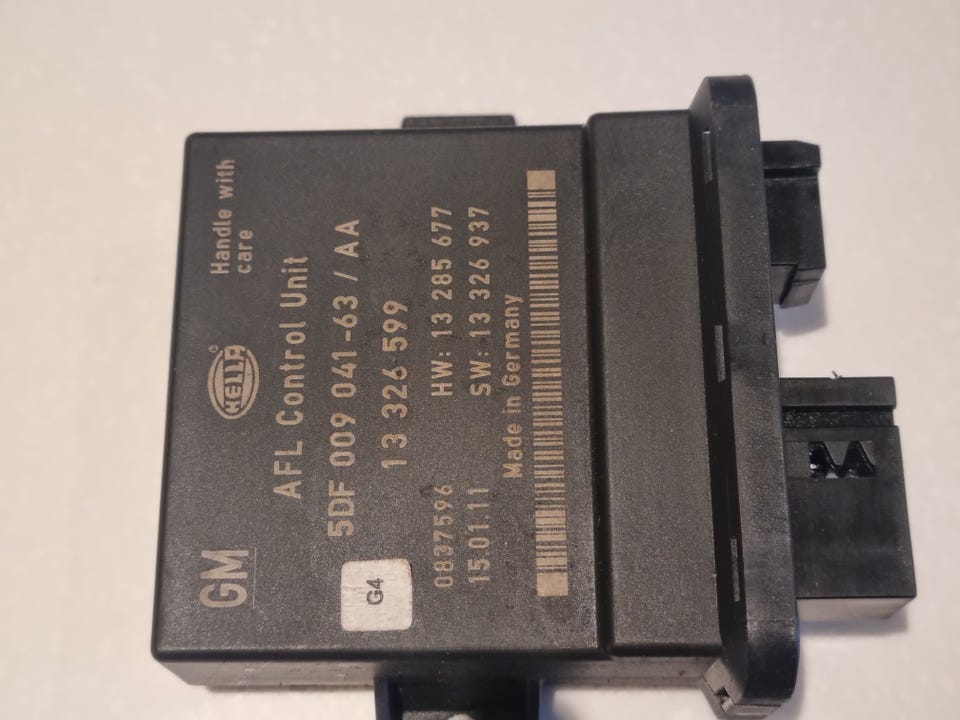 GM
HELLA
Handle with
care
AFL Control Unit
5DF 009 041-63 / AA
G4
13 326 599
0837596 HW: 13 285 677
15.01.11 SW: 13 326 937
Made in Germany